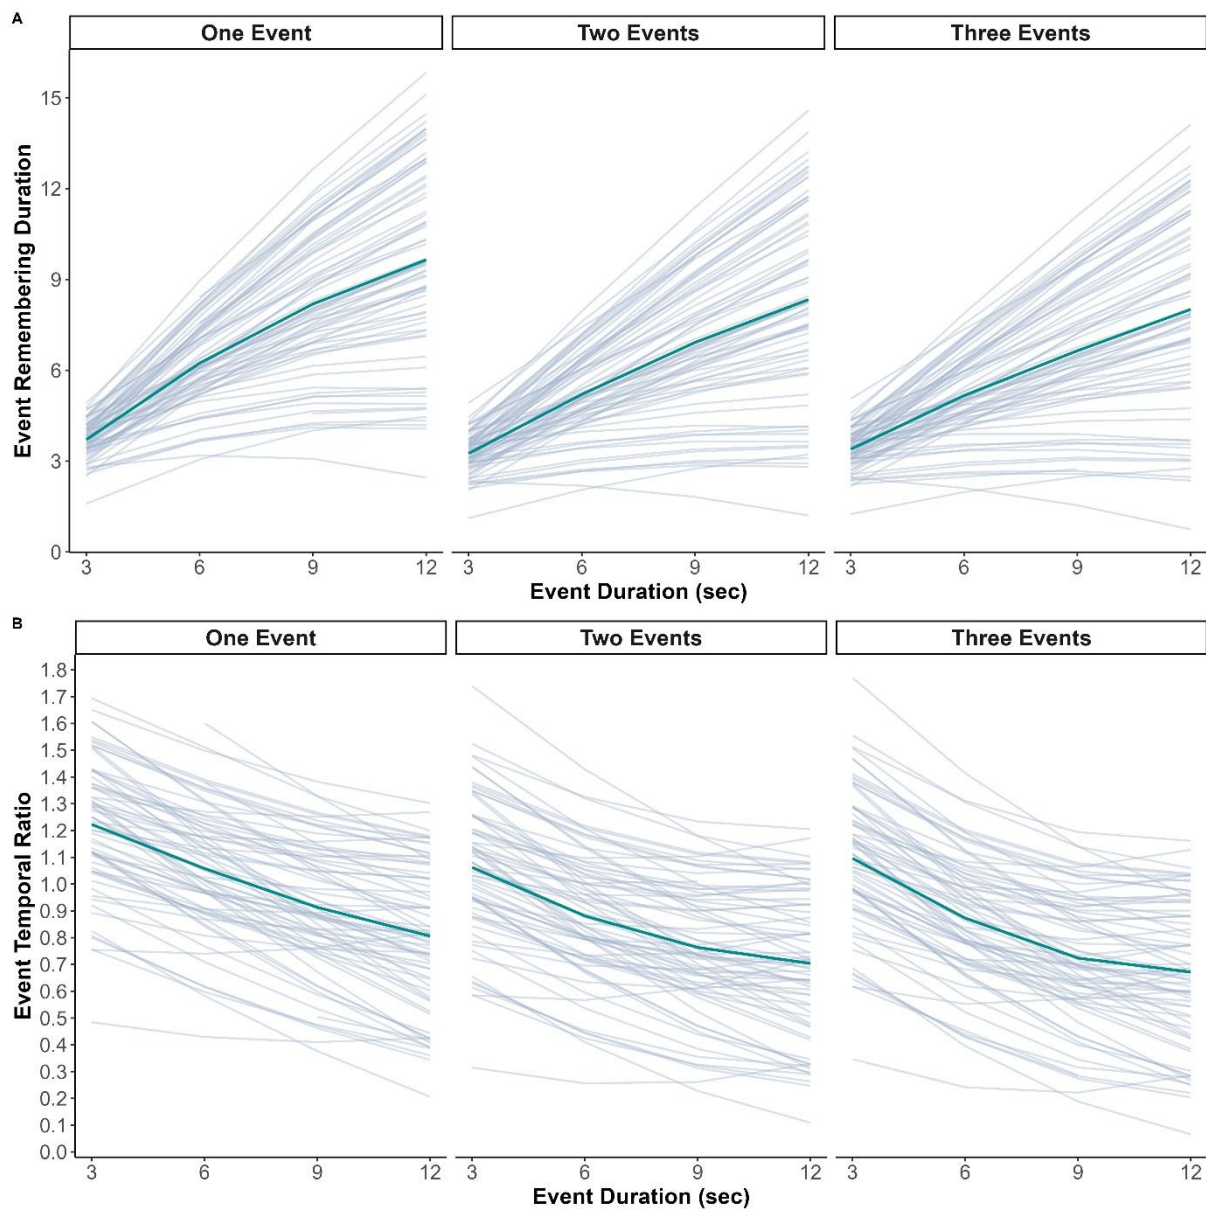 A
One Event Two Events Three Events
Event Remembering Duration
15
12
9
6
3
0
3 6 9 12 3 6 9 12 3 6 9 12
Event Duration (sec)
B
One Event Two Events Three Events
Event Temporal Ratio
1.8
1.7
1.6
1.5
1.4
1.3
1.2
1.1
1.0
0.9
0.8
0.7
0.6
0.5
0.4
0.3
0.2
0.1
0.0
3 6 9 12 3 6 9 12 3 6 9 12
Event Duration (sec)